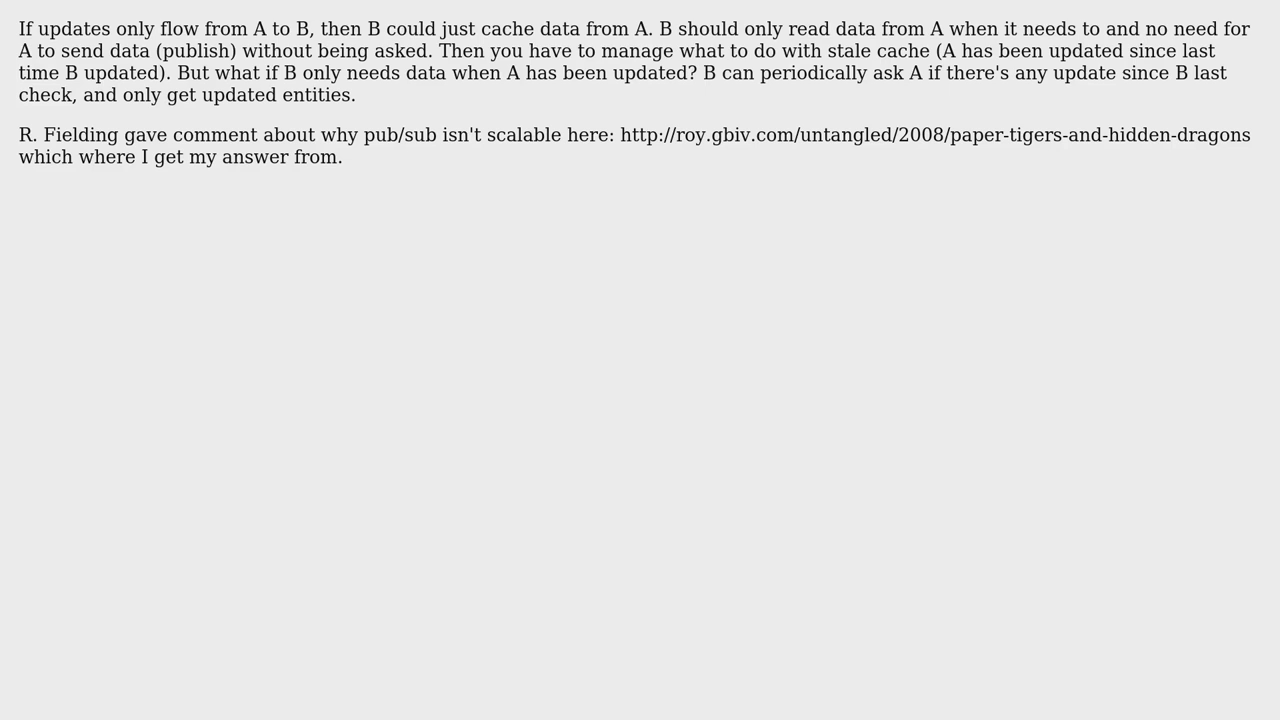 If updates only flow from A to B, then B could just cache data from A. B should only read data from A when it needs to and no need for
A to send data (publish) without being asked. Then you have to manage what to do with stale cache (A has been updated since last
time B updated). But what if B only needs data when A has been updated? B can periodically ask A if there's any update since B last
check, and only get updated entities.
R. Fielding gave comment about why pub/sub isn't scalable here: http://roy.gbiv.com/untangled/2008/paper-tigers-and-hidden-dragons
which where I get my answer from.